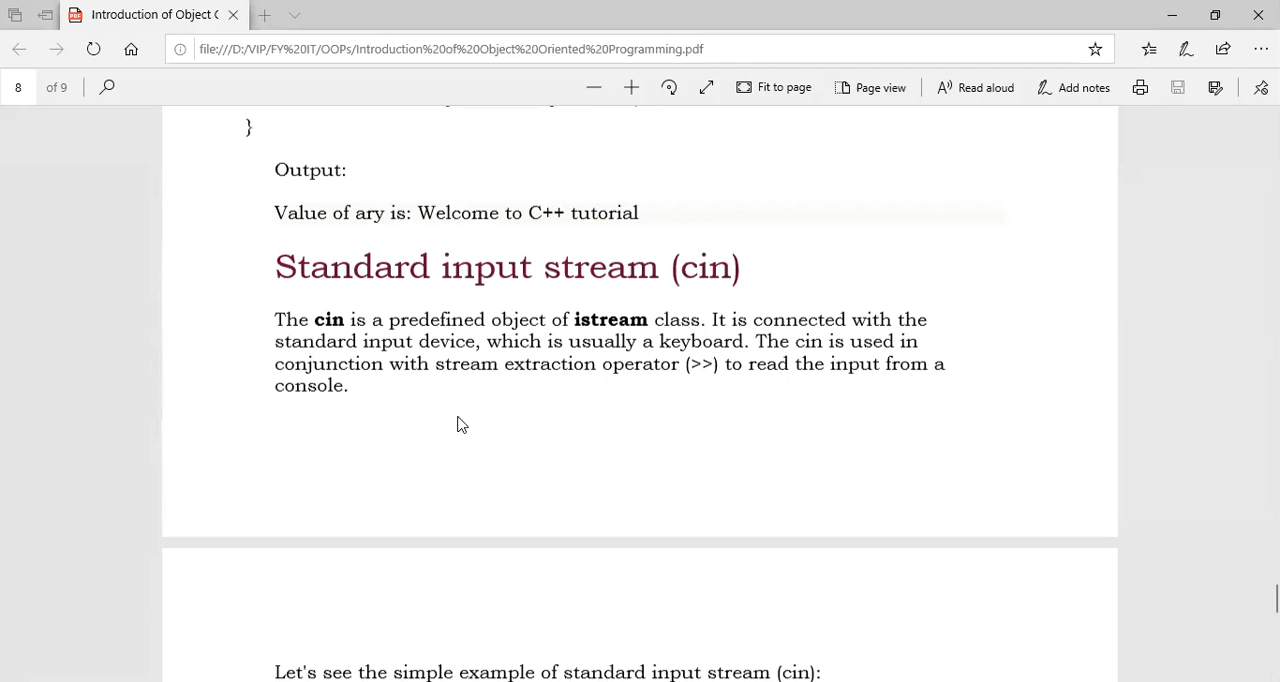 Introduction of Object C
file:///D:/VIP/FY%20IT/OOPs/Introduction%20of%20Object%20Oriented%20Programming.pdf
8 of 9 Fit to page Page view Read aloud Add notes
}
Output:
Value of ary is: Welcome to C++ tutorial
Standard input stream (cin)
The cin is a predefined object of istream class. It is connected with the
standard input device, which is usually a keyboard. The cin is used in
conjunction with stream extraction operator (>>) to read the input from a
console.
Let's see the simple example of standard input stream (cin):